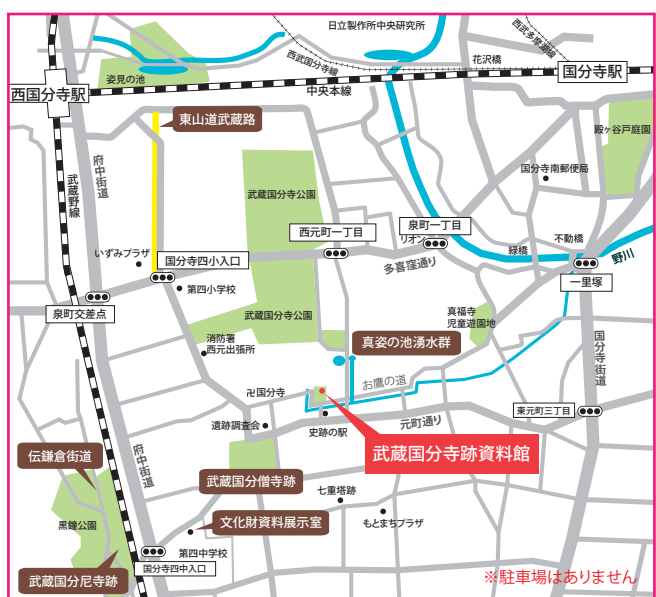 日立製作所中央研究所
西武多摩湖線
姿見の池
西武国分寺線
花沢橋
国分寺駅
西国分寺駅
中央本線
東山道武蔵路
殿ヶ谷戸庭園
府中街道
武蔵野線
国分寺南郵便局
武蔵国分寺公園
西元町一丁目
泉町一丁目
リオン
不動橋
緑橋
野川
いずみプラザ
国分寺四小入口
多喜窪通り
一里塚
第四小学校
泉町交差点
武蔵国分寺公園
真福寺
児童遊園地
消防署
西元出張所
真姿の池湧水群
国分寺街道
お鷹の道
卍国分寺
東元町三丁目
遺跡調査会
史跡の駅
元町通り
武蔵国分寺跡資料館
伝鎌倉街道
府中街道
武蔵国分僧寺跡
七重塔跡
黒鐘公園
文化財資料展示室
もとまちプラザ
第四中学校
国分寺四中入口
武蔵国分尼寺跡
※駐車場はありません